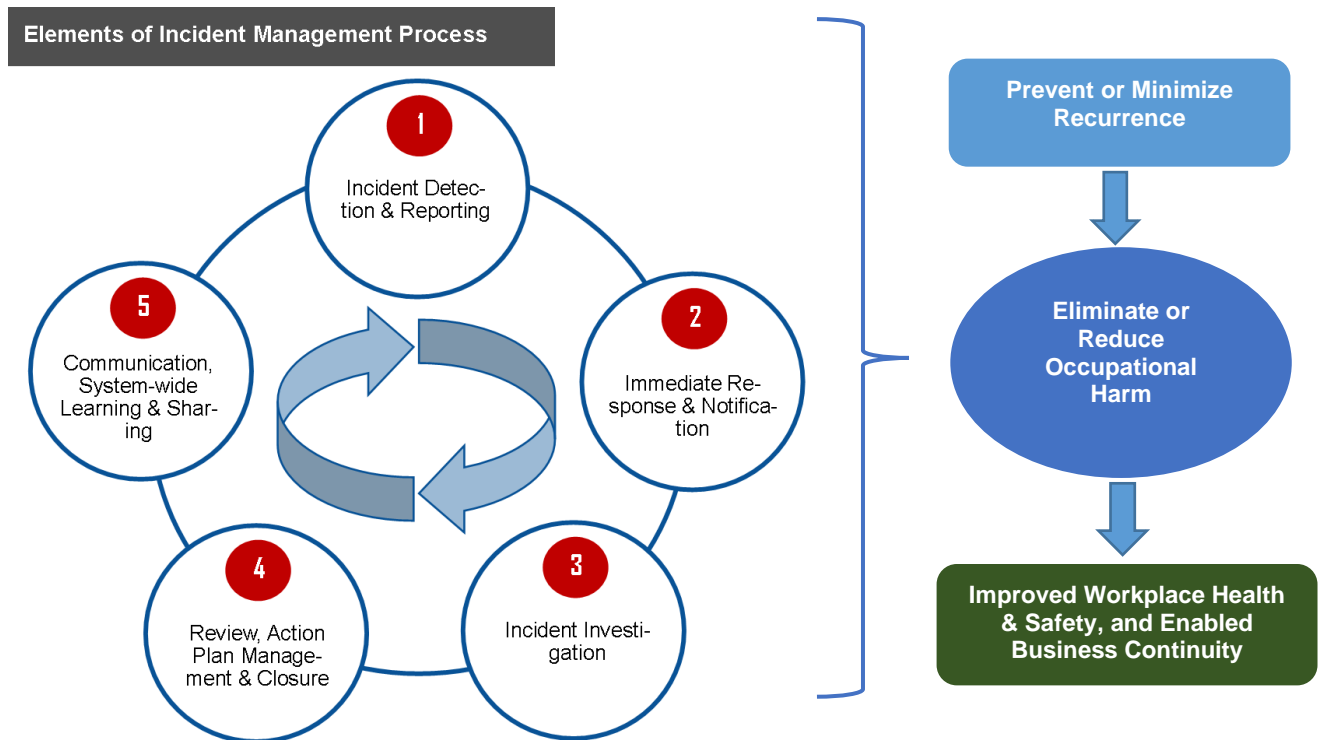 Elements of Incident Management Process
1
Incident Detec-
tion & Reporting
2
Immediate Re-
sponse & Notifica-
tion
3
Incident Investi-
gation
4
Review, Action
Plan Manage-
ment & Closure
5
Communication,
System-wide
Learning & Shar-
ing
Prevent or Minimize
Recurrence
Eliminate or
Reduce
Occupational
Harm
Improved Workplace Health
& Safety, and Enabled
Business Continuity